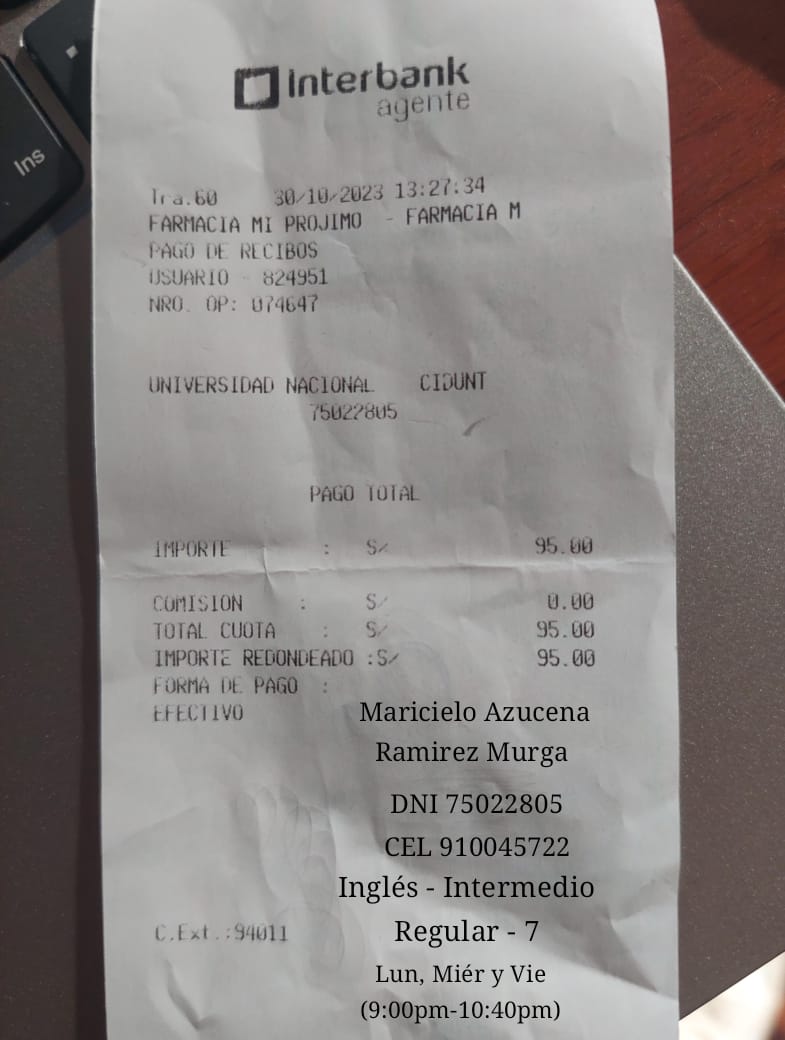 Ins
Interbank
agente
Tra.60 30/10/2023 13:27:34
FARMACIA MI PROJIMO - FARMACIA M
PAGO DE RECIBOS
USUARIO - 824951
NRO. OP: 074647
UNIVERSIDAD NACIONAL CIDUNT
75022805
PAGO TOTAL
IMPORTE : S/ 95.00
COMISION : S/ 0.00
TOTAL CUOTA : S/ 95.00
IMPORTE REDONDEADO :S/ 95.00
FORMA DE PAGO :
EFECTIVO
Maricielo Azucena
Ramirez Murga
DNI 75022805
CEL 910045722
Inglés - Intermedio
C.Ext.:94011 Regular - 7
Lun, Miér y Vie
(9:00pm-10:40pm)